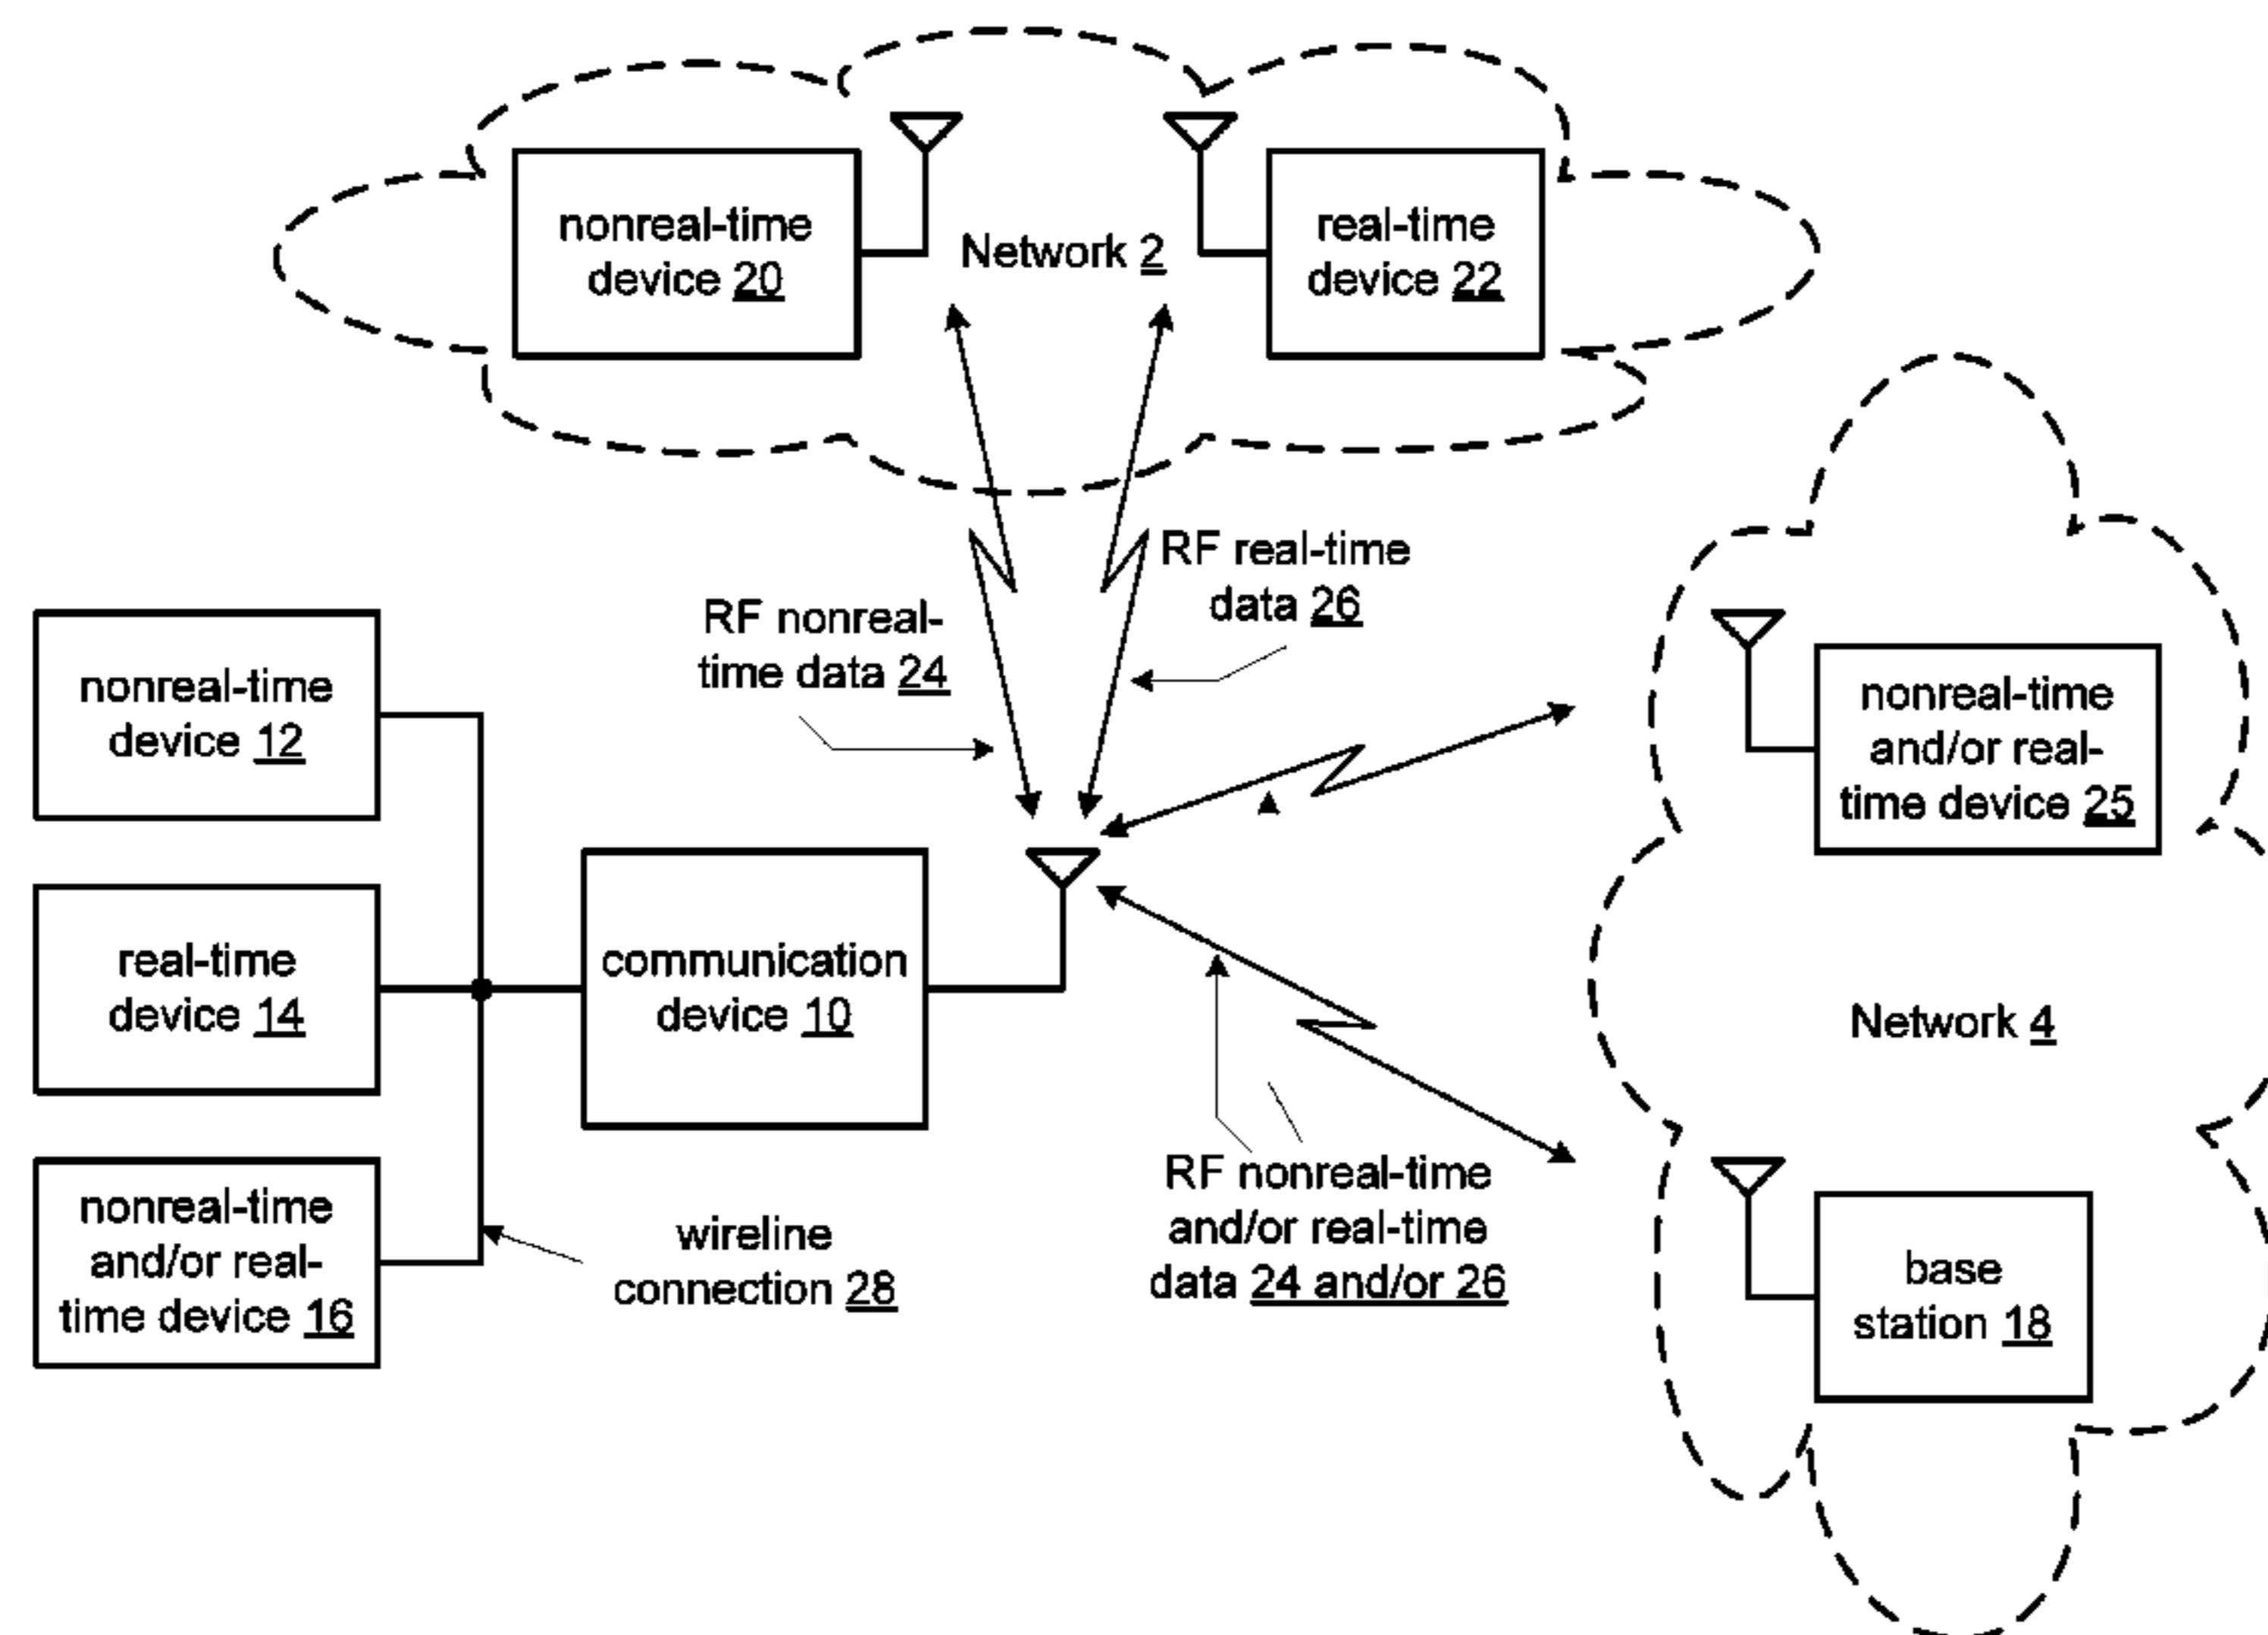 nonreal-time
device 20
Network 2
real-time
device 22
RF real-time
data 26
RF nonreal-
time data 24
nonreal-time
device 12
nonreal-time
and/or real-
time device 25
real-time
device 14
communication
device 10
Network 4
nonreal-time
and/or real-
time device 16
wireline
connection 28
RF nonreal-time
and/or real-time
data 24 and/or 26
base
station 18